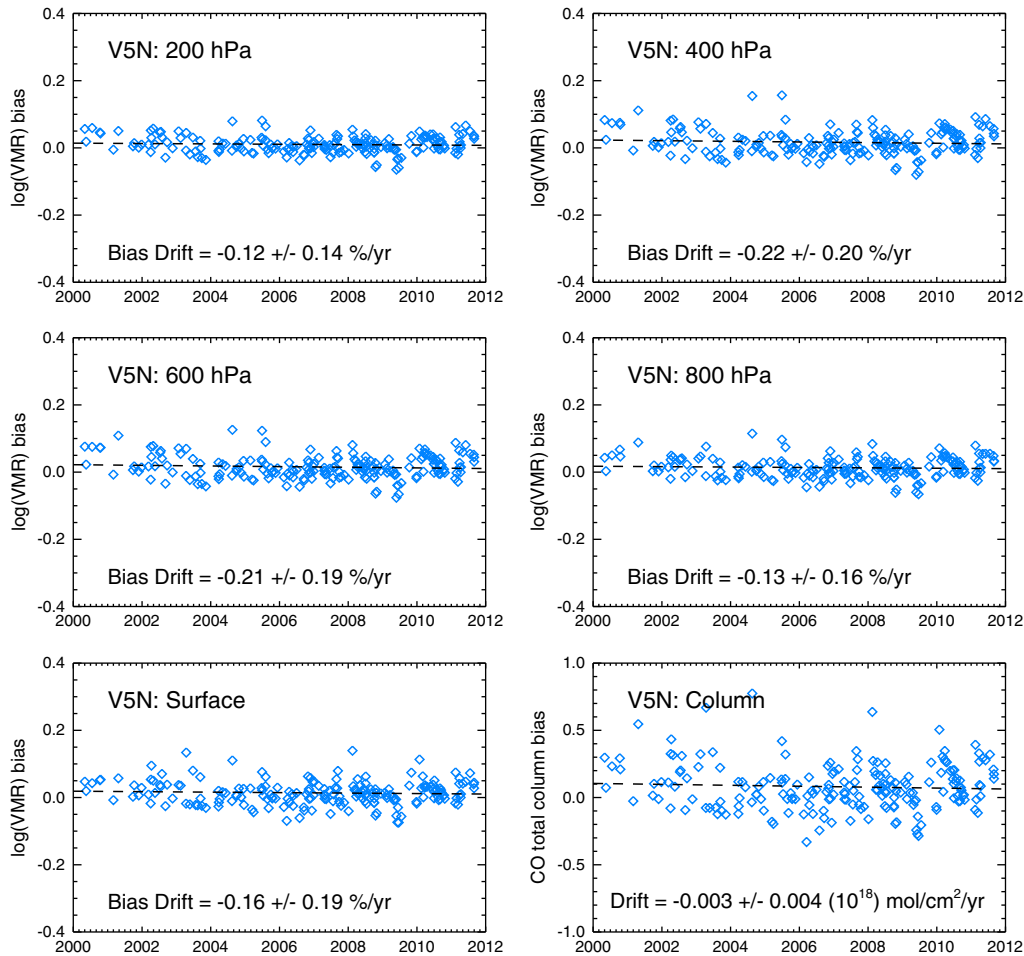 V5N: 200 hPa
log(VMR) bias
0.4
0.2
0.0
-0.2
-0.4
Bias Drift = -0.12 +/- 0.14 %/yr
2000 2002 2004 2006 2008 2010 2012
V5N: 400 hPa
log(VMR) bias
0.4
0.2
0.0
-0.2
-0.4
Bias Drift = -0.22 +/- 0.20 %/yr
2000 2002 2004 2006 2008 2010 2012
V5N: 600 hPa
log(VMR) bias
0.4
0.2
0.0
-0.2
-0.4
Bias Drift = -0.21 +/- 0.19 %/yr
2000 2002 2004 2006 2008 2010 2012
V5N: 800 hPa
log(VMR) bias
0.4
0.2
0.0
-0.2
-0.4
Bias Drift = -0.13 +/- 0.16 %/yr
2000 2002 2004 2006 2008 2010 2012
V5N: Surface
log(VMR) bias
0.4
0.2
0.0
-0.2
-0.4
Bias Drift = -0.16 +/- 0.19 %/yr
2000 2002 2004 2006 2008 2010 2012
V5N: Column
CO total column bias
1.0
0.5
0.0
-0.5
-1.0
Drift = -0.003 +/- 0.004 (10^18) mol/cm²/yr
2000 2002 2004 2006 2008 2010 2012